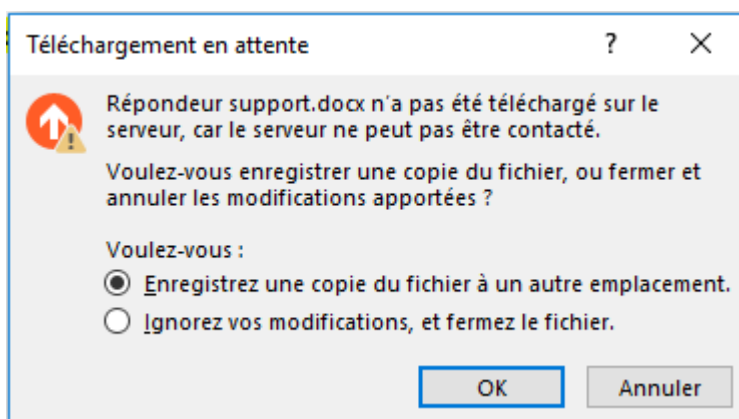 Téléchargement en attente
?
Répondeur support.docx n'a pas été téléchargé sur le
serveur, car le serveur ne peut pas être contacté.
Voulez-vous enregistrer une copie du fichier, ou fermer et
annuler les modifications apportées ?
Voulez-vous :
Enregistrez une copie du fichier à un autre emplacement.
Ignorez vos modifications, et fermez le fichier.
OK
Annuler